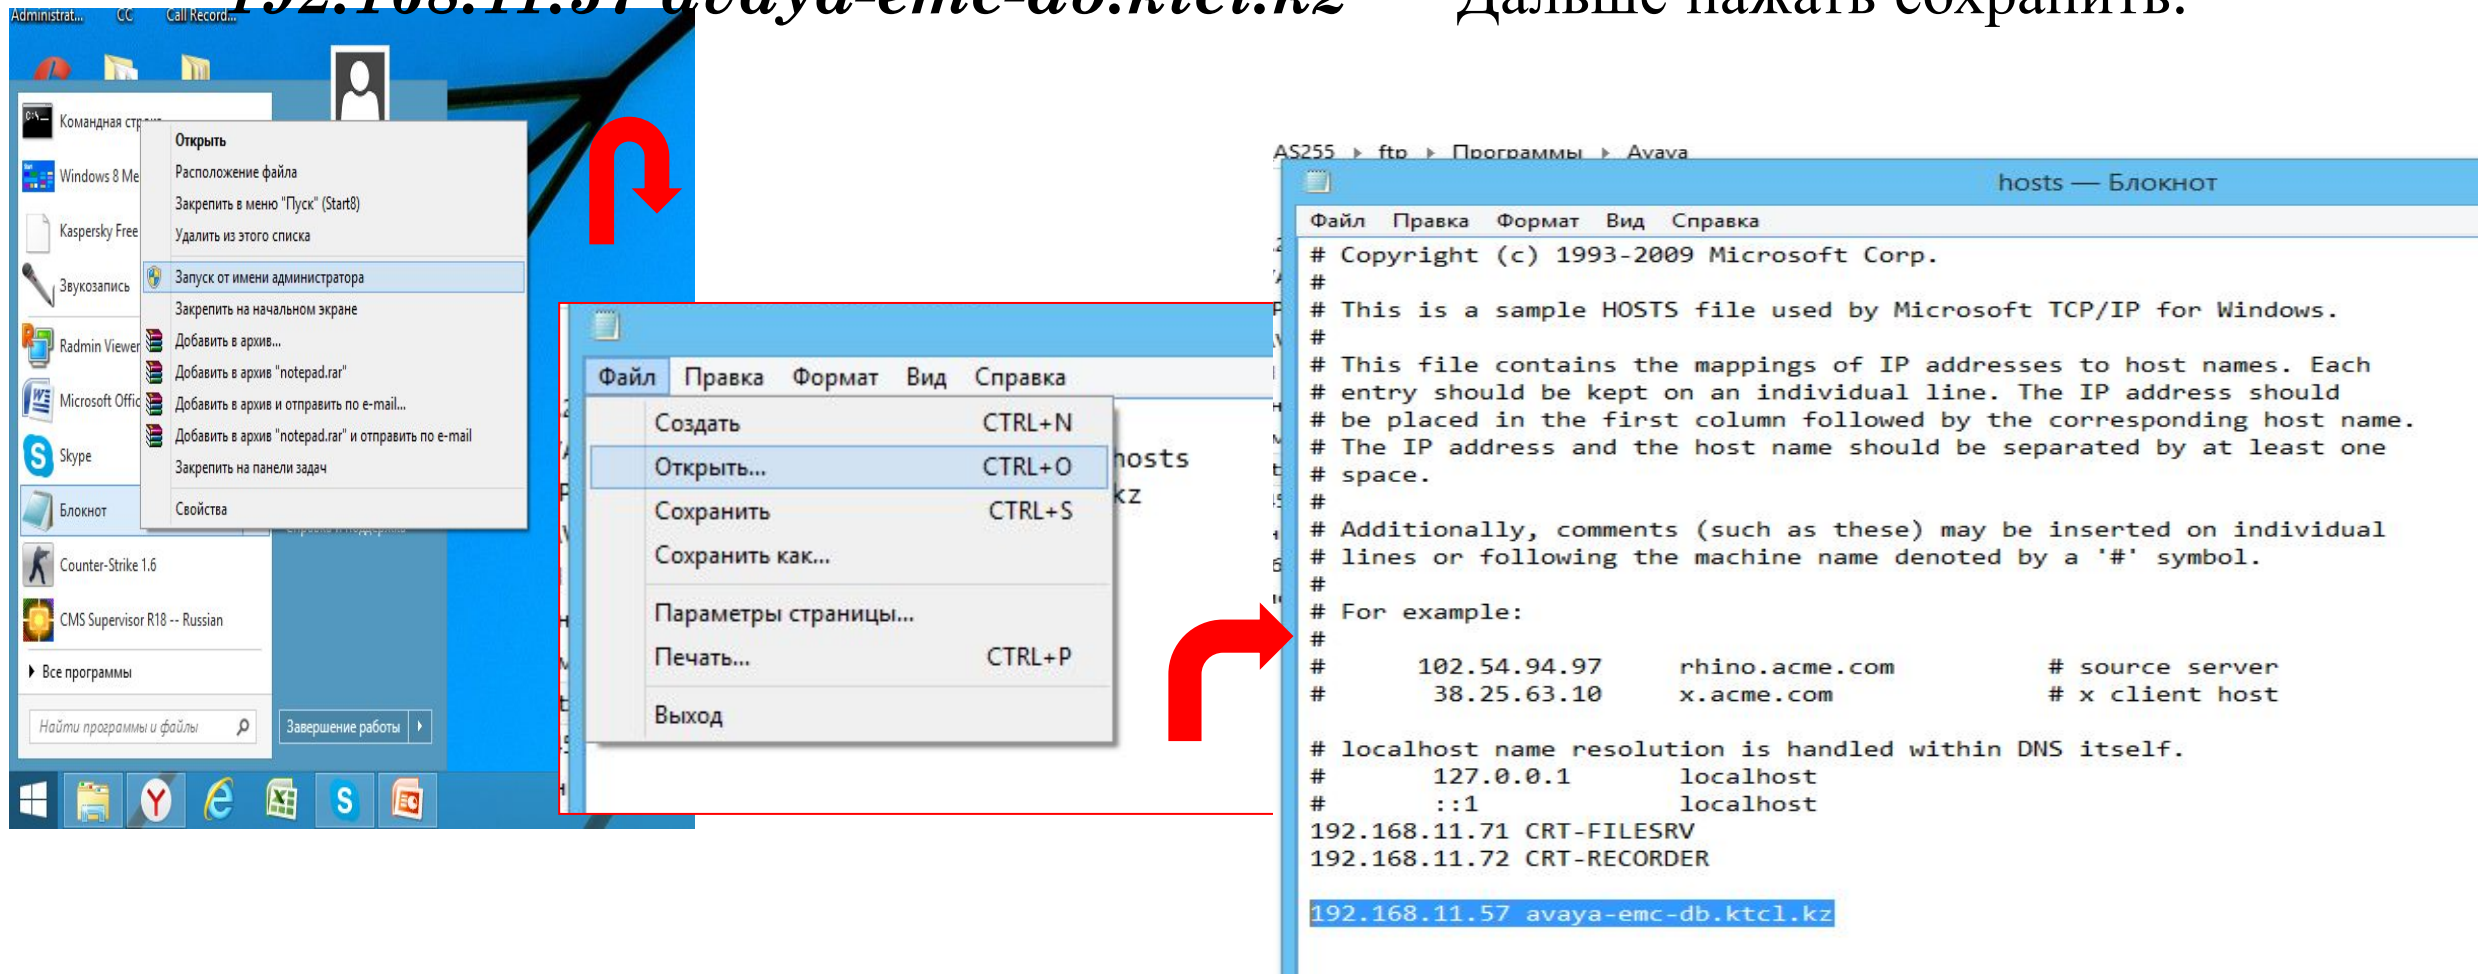 192.168.11.57 avaya-emc-db.ktcl.kz Дальше нажать сохранить.
Administrat... CC Call Record...
Командная
Открыть
Расположение файла
Windows 8
Закрепить в меню "Пуск" (Start8)
Kaspersky Free
Удалить из этого списка
Запуск от имени администратора
Звукозапись
Закрепить на начальном экране
Radmin Viewer
Добавить в архив...
Добавить в архив "notepad.rar"
Microsoft Offic
Добавить в архив и отправить по e-mail...
Добавить в архив "notepad.rar" и отправить по e-mail
Skype
Закрепить на панели задач
Блокнот
Свойства
Counter-Strike 1.6
CMS Supervisor R18 -- Russian
Все программы
Найти программы и файлы
Завершение работы
Файл Правка Формат Вид Справка
Создать CTRL+N
Открыть... CTRL+O
hosts
Сохранить CTRL+S
kz
Сохранить как...
Параметры страницы...
Печать... CTRL+P
Выход
AS255 ftp Программы Avaya
hosts — Блокнот
Файл Правка Формат Вид Справка
# Copyright (c) 1993-2009 Microsoft Corp.
#
# This is a sample HOSTS file used by Microsoft TCP/IP for Windows.
#
# This file contains the mappings of IP addresses to host names. Each
# entry should be kept on an individual line. The IP address should
# be placed in the first column followed by the corresponding host name.
# The IP address and the host name should be separated by at least one
# space.
#
# Additionally, comments (such as these) may be inserted on individual
# lines or following the machine name denoted by a '#' symbol.
#
# For example:
#
# 102.54.94.97 rhino.acme.com # source server
# 38.25.63.10 x.acme.com # x client host
# localhost name resolution is handled within DNS itself.
# 127.0.0.1 localhost
# ::1 localhost
192.168.11.71 CRT-FILESRV
192.168.11.72 CRT-RECORDER
192.168.11.57 avaya-emc-db.ktcl.kz